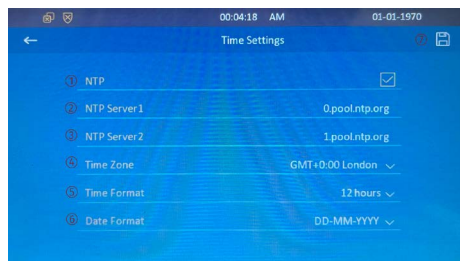 00:04:18 AM 01-01-1970
Time Settings ⑦
① NTP
② NTP Server1 0.pool.ntp.org
③ NTP Server2 1.pool.ntp.org
④ Time Zone GMT+0:00 London
⑤ Time Format 12 hours
⑥ Date Format DD-MM-YYYY